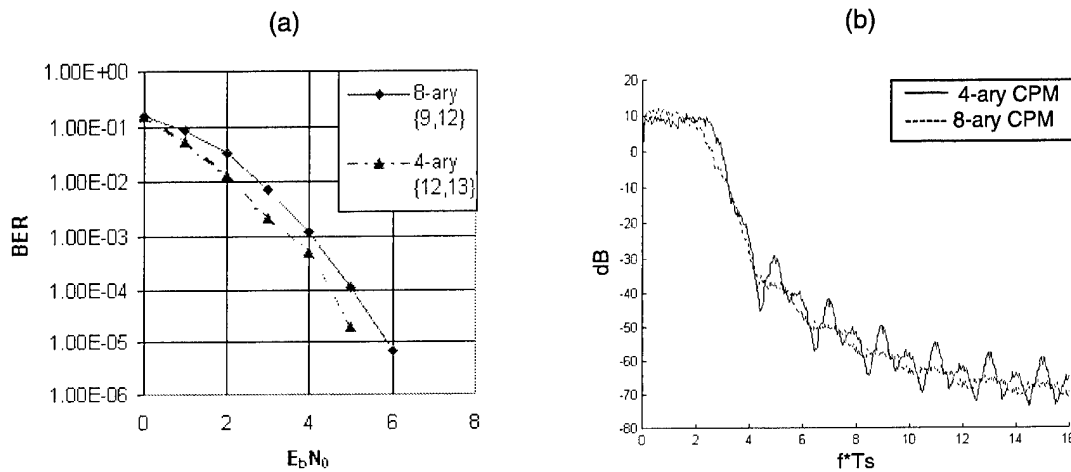 (a)
(b)
1.00E+00
1.00E-01
1.00E-02
1.00E-03
1.00E-04
1.00E-05
1.00E-06
BER
0
2
4
6
8
EbN0
8-ary
{9,12}
4-ary
{12,13}
20
10
0
-10
-20
-30
-40
-50
-60
-70
-80
dB
0
2
4
6
8
10
12
14
16
f*Ts
4-ary CPM
8-ary CPM